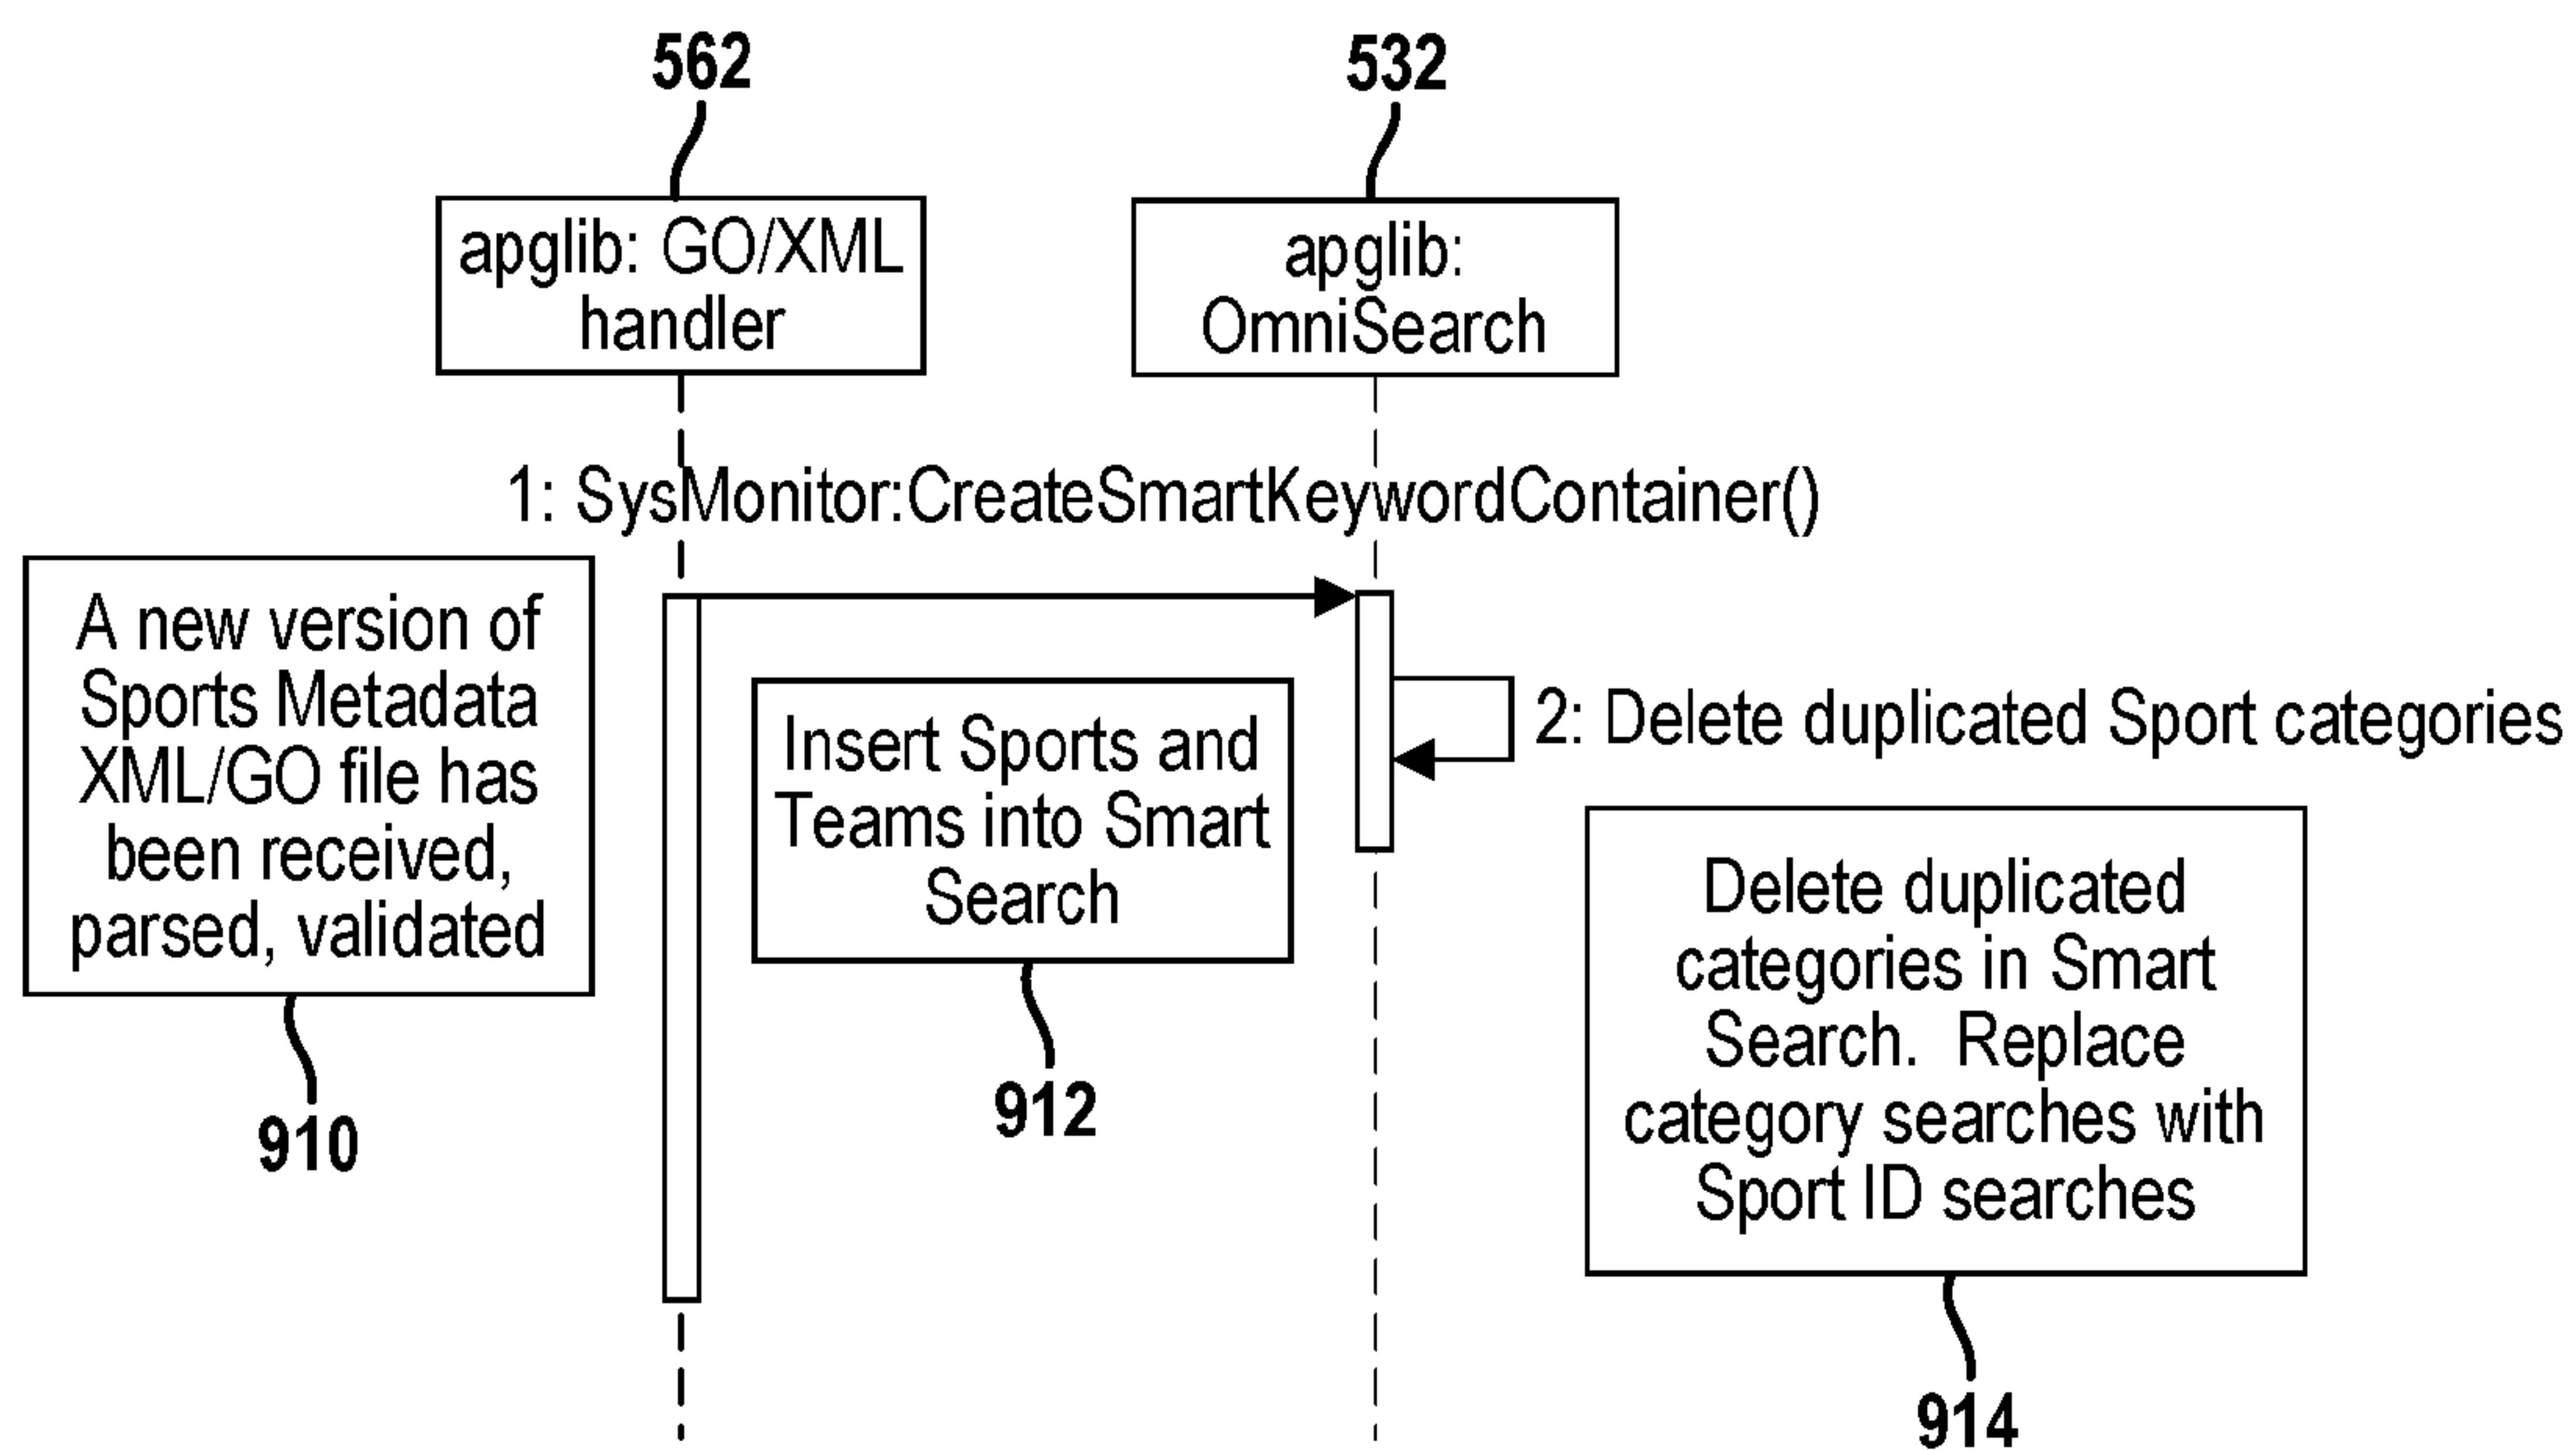 562
532
apglib: GO/XML
handler
apglib:
OmniSearch
1: SysMonitor:CreateSmartKeywordContainer()
A new version of
Sports Metadata
XML/GO file has
been received,
parsed, validated
910
Insert Sports and
Teams into Smart
Search
912
2: Delete duplicated Sport categories
Delete duplicated
categories in Smart
Search. Replace
category searches with
Sport ID searches
914